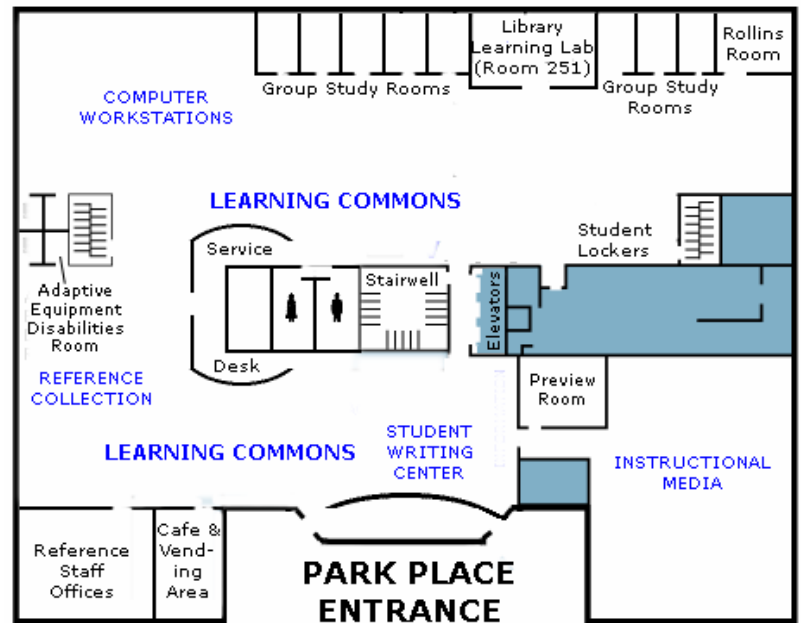 Library
Learning Lab
(Room 251)
Rollins
Room
Group Study Rooms
Group Study
Rooms
COMPUTER
WORKSTATIONS
LEARNING COMMONS
Student
Lockers
Service
Stairwell
Elevators
Adaptive
Equipment
Disabilities
Room
Desk
REFERENCE
COLLECTION
Preview
Room
LEARNING COMMONS
STUDENT
WRITING
CENTER
INSTRUCTIONAL
MEDIA
Reference
Staff
Offices
Cafe &
Vend-
ing
Area
PARK PLACE
ENTRANCE